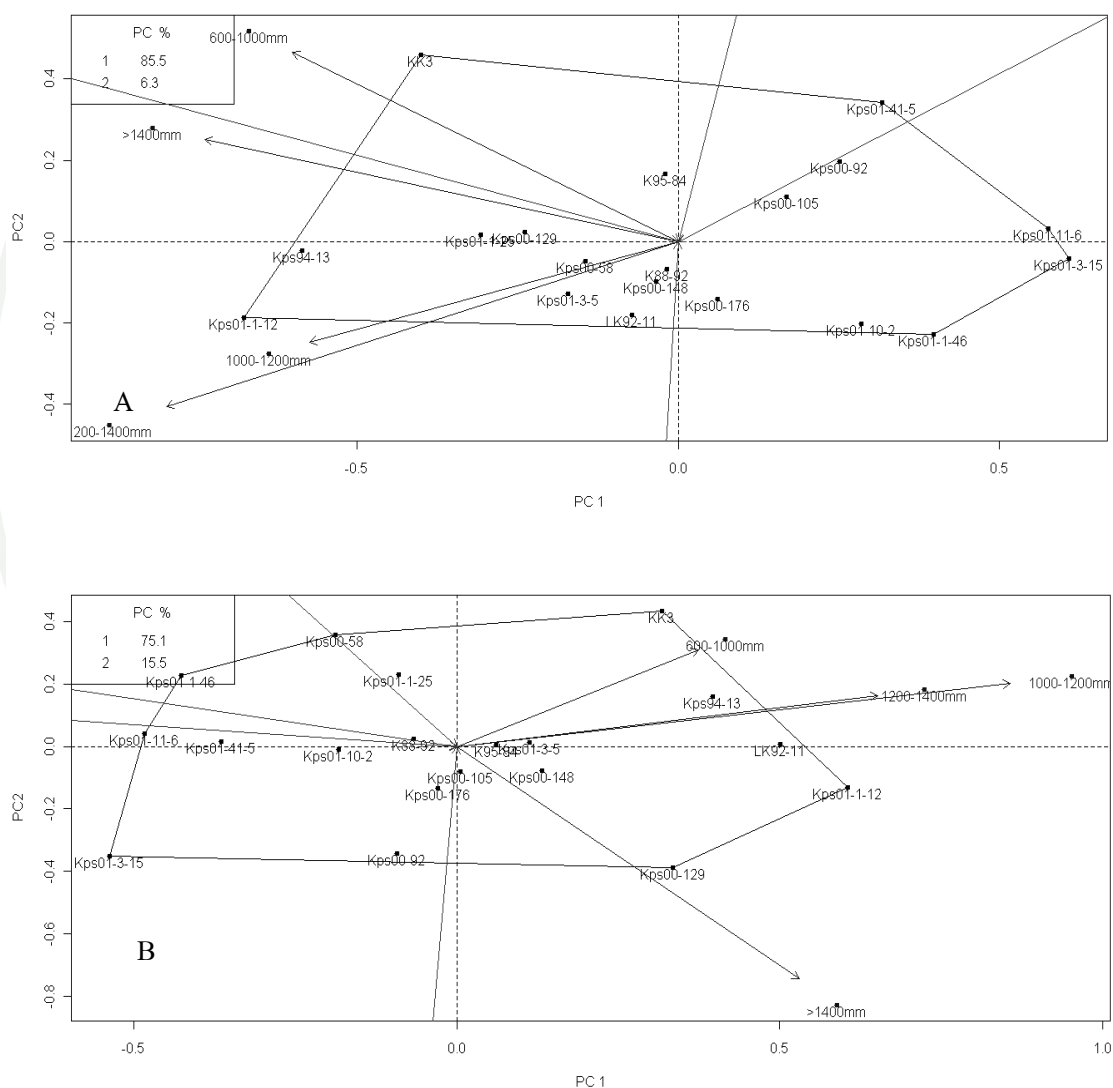 PC %
1 85.5
2 6.3
600-1000mm
KK3
Kps01-41-5
>1400mm
Kps00-92
K95-84
Kps00-105
Kps01-11-6
Kps01-1-25
Kps00-129
Kps94-13
Kps01-3-15
Kps00-58
K88-92
Kps00-148
Kps01-3-5
Kps00-176
Kps01-1-12
LK92-11
Kps01 10-2
Kps01-1-46
1000-1200mm
A
200-1400mm
0.4
0.2
0.0
-0.2
-0.4
PC2
-0.5 0.0 0.5
PC 1
PC %
1 75.1
2 15.5
KK3
Kps00-58
600-1000mm
Kps01-1-46
Kps01-1-25
1000-1200mm
1200-1400mm
Kps94-13
Kps01-11-6
Kps01-41-5
K88-92
K95-84
Kps01-3-5
LK92-11
Kps01-10-2
Kps00-105
Kps00-148
Kps00-176
Kps01-1-12
Kps01-3-15
Kps00-92
Kps00-129
B
>1400mm
0.4
0.2
0.0
-0.2
-0.4
-0.6
-0.8
PC2
-0.5 0.0 0.5 1.0
PC 1